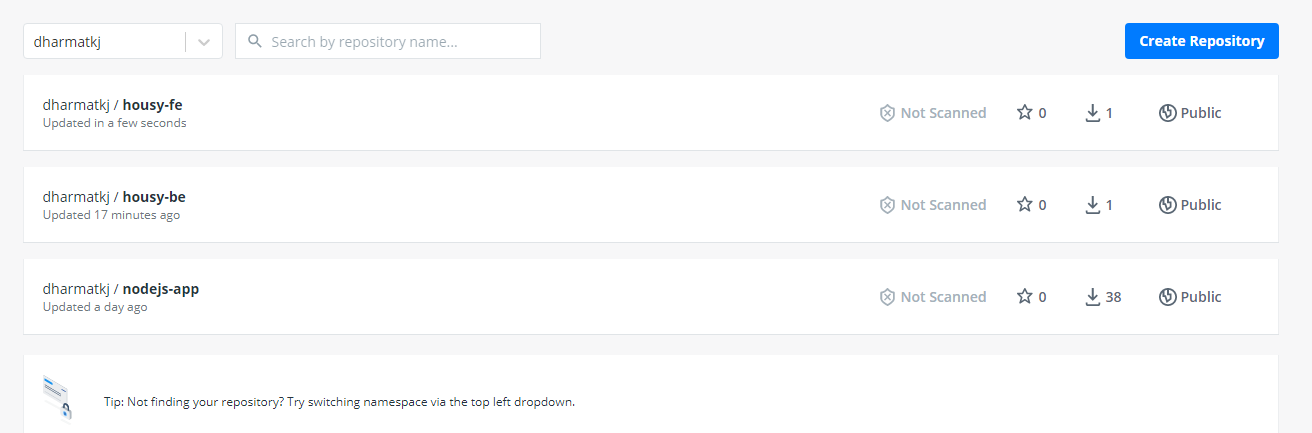 dharmatkj
Search by repository name...
Create Repository
dharmatkj / housy-fe
Updated in a few seconds
Not Scanned
0
1
Public
dharmatkj / housy-be
Updated 17 minutes ago
Not Scanned
0
1
Public
dharmatkj / nodejs-app
Updated a day ago
Not Scanned
0
38
Public
Tip: Not finding your repository? Try switching namespace via the top left dropdown.